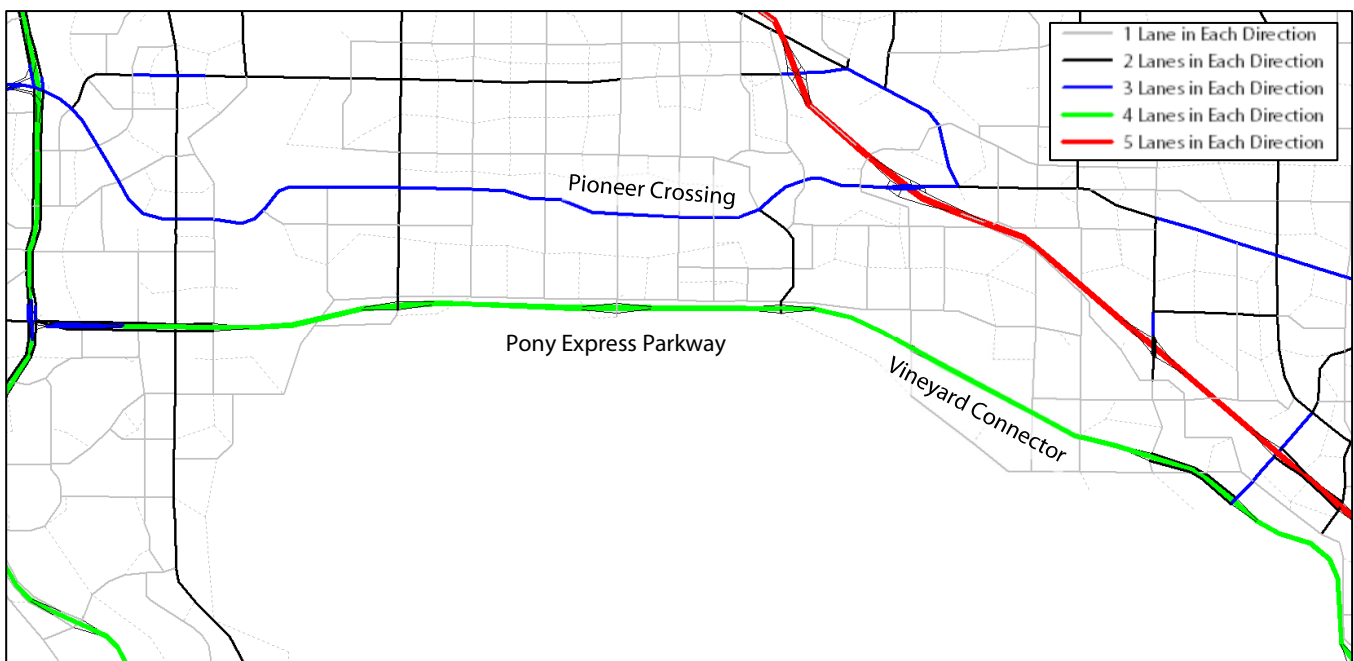 1 Lane in Each Direction
2 Lanes in Each Direction
3 Lanes in Each Direction
4 Lanes in Each Direction
5 Lanes in Each Direction
Pioneer Crossing
Pony Express Parkway
Vineyard Connector